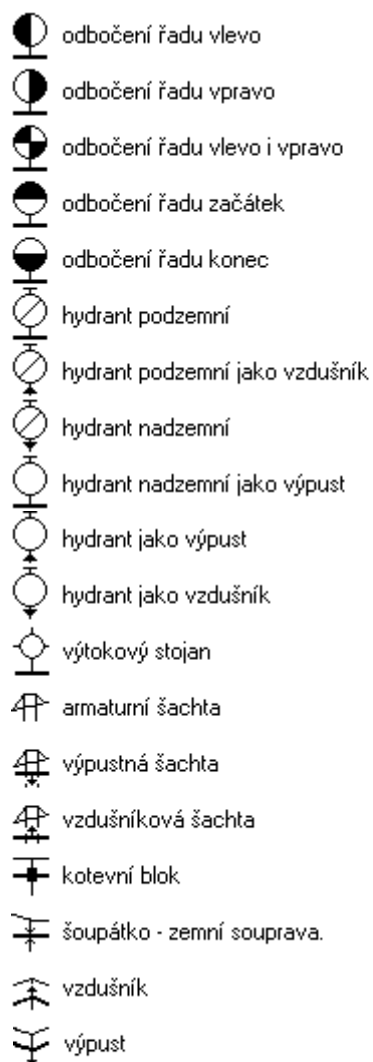 odbočení řadu vlevo
odbočení řadu vpravo
odbočení řadu vlevo i vpravo
odbočení řadu začátek
odbočení řadu konec
hydrant podzemní
hydrant podzemní jako vzdušník
hydrant nadzemní
hydrant nadzemní jako výpust
hydrant jako výpust
hydrant jako vzdušník
výtokový stojan
armaturní šachta
výpustná šachta
vzdušníková šachta
kotevní blok
šoupátko - zemní souprava.
vzdušník
výpust